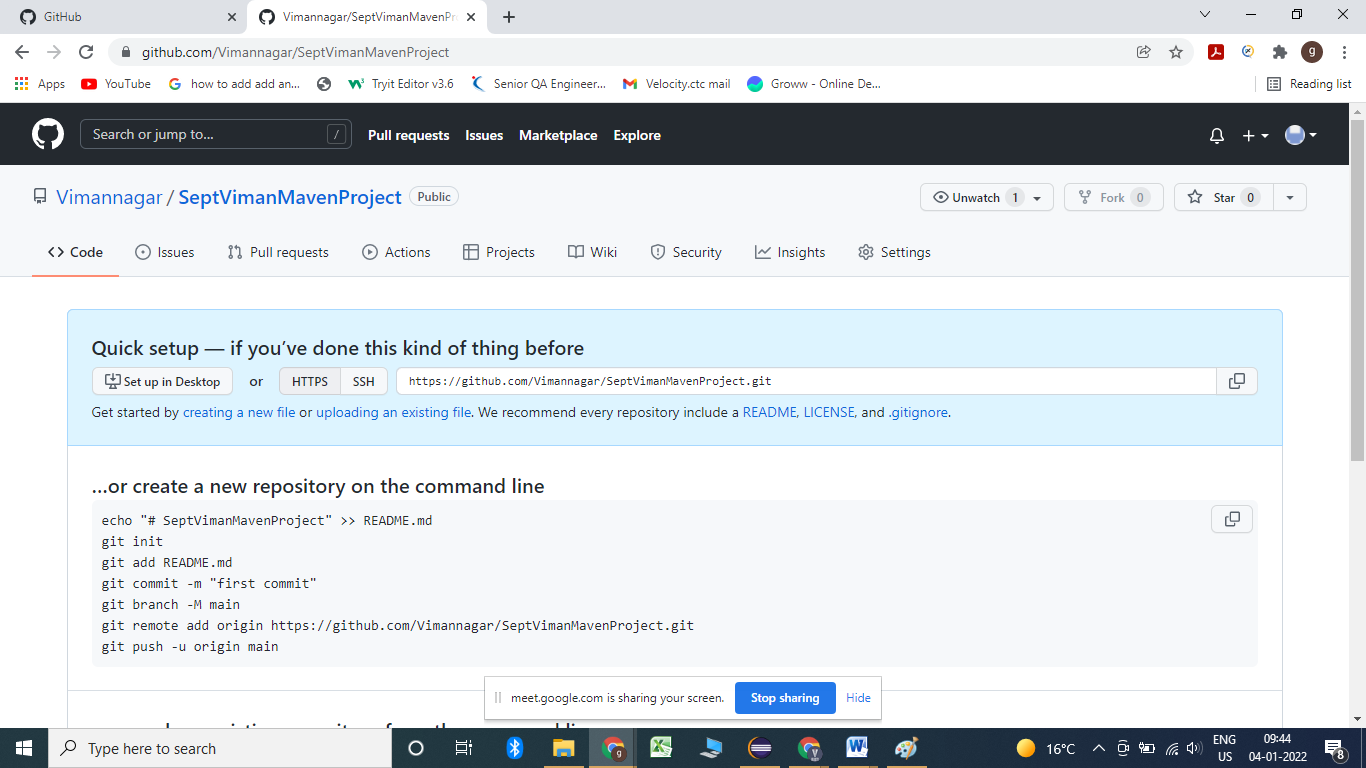 GitHub
Vimannagar/SeptVimanMavenPr
github.com/Vimannagar/SeptVimanMavenProject
g
Apps
YouTube
how to add add an...
Tryit Editor v3.6
Senior QA Engineer...
Velocity.ctc mail
Groww - Online De...
Reading list
Search or jump to...
/
Pull requests
Issues
Marketplace
Explore
Vimannagar / SeptVimanMavenProject
Public
Unwatch 1
Fork 0
Star 0
Code
Issues
Pull requests
Actions
Projects
Wiki
Security
Insights
Settings
Quick setup — if you’ve done this kind of thing before
Set up in Desktop
or
HTTPS
SSH
https://github.com/Vimannagar/SeptVimanMavenProject.git
Get started by creating a new file or uploading an existing file. We recommend every repository include a README, LICENSE, and .gitignore.
…or create a new repository on the command line
echo "# SeptVimanMavenProject" >> README.md
git init
git add README.md
git commit -m "first commit"
git branch -M main
git remote add origin https://github.com/Vimannagar/SeptVimanMavenProject.git
git push -u origin main
meet.google.com is sharing your screen.
Stop sharing
Hide
Type here to search
16°C
ENG
US
09:44
04-01-2022
8